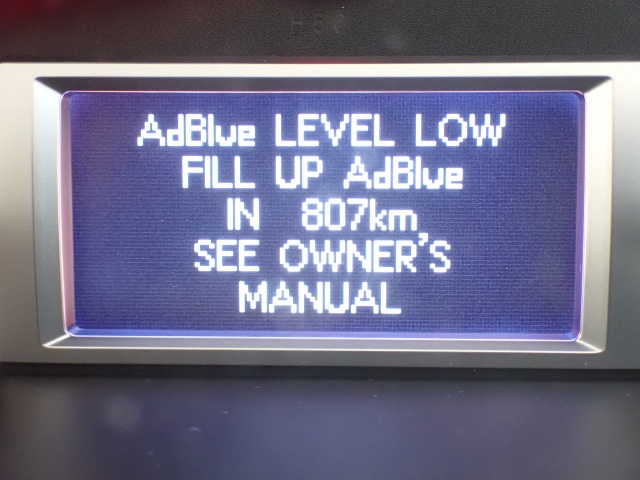 AdBlue LEVEL LOW
FILL UP AdBlue
IN 807km
SEE OWNER'S
MANUAL